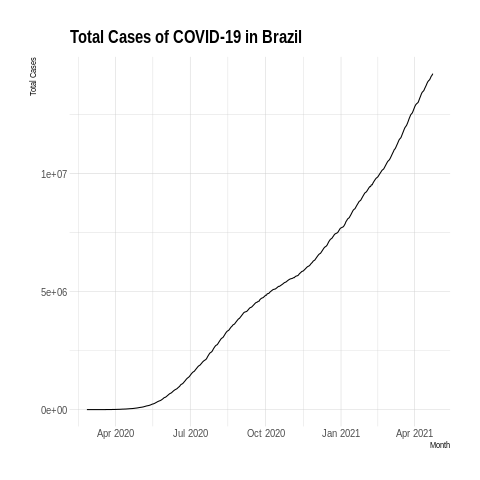 Total Cases of COVID-19 in Brazil
Total Cases
1e+07
5e+06
0e+00
Apr 2020 Jul 2020 Oct 2020 Jan 2021 Apr 2021
Month